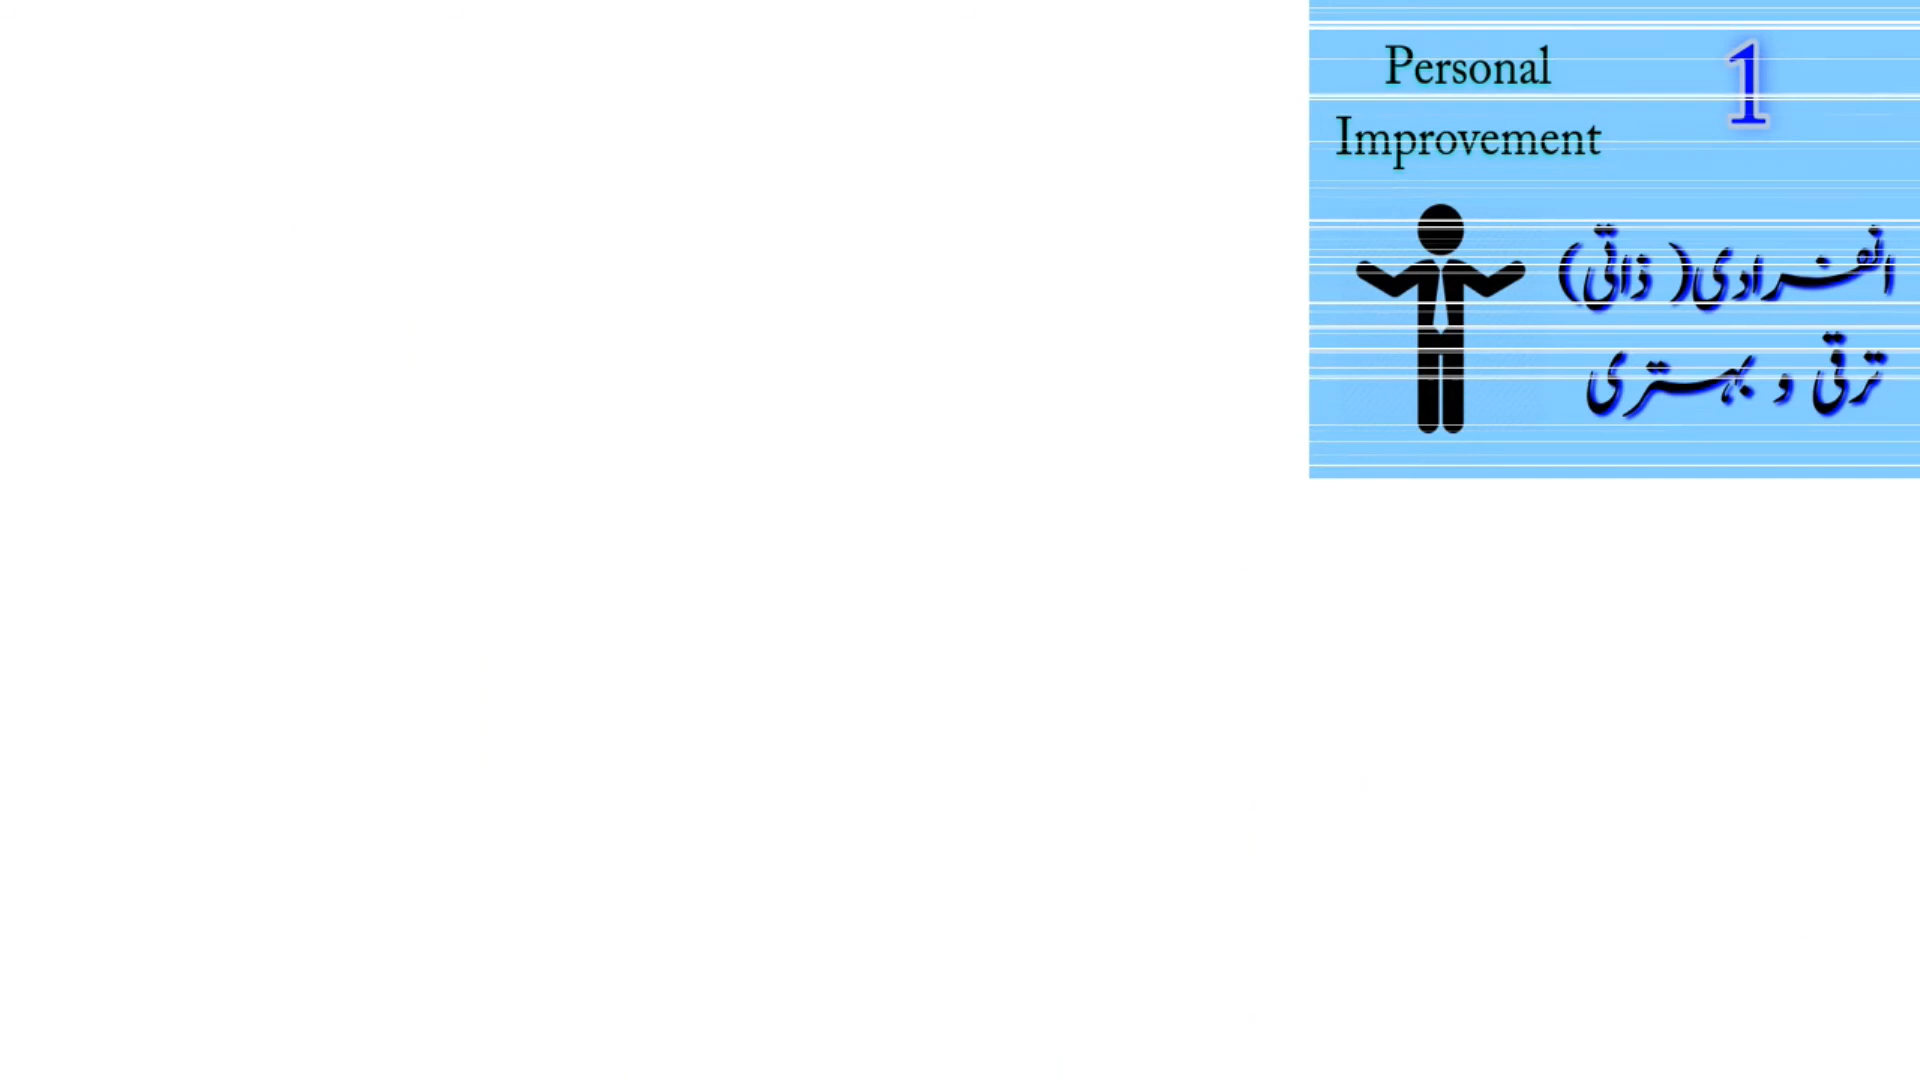 Personal
Improvement
1
انفرادی( ذاتی)
ترقی و بہتری